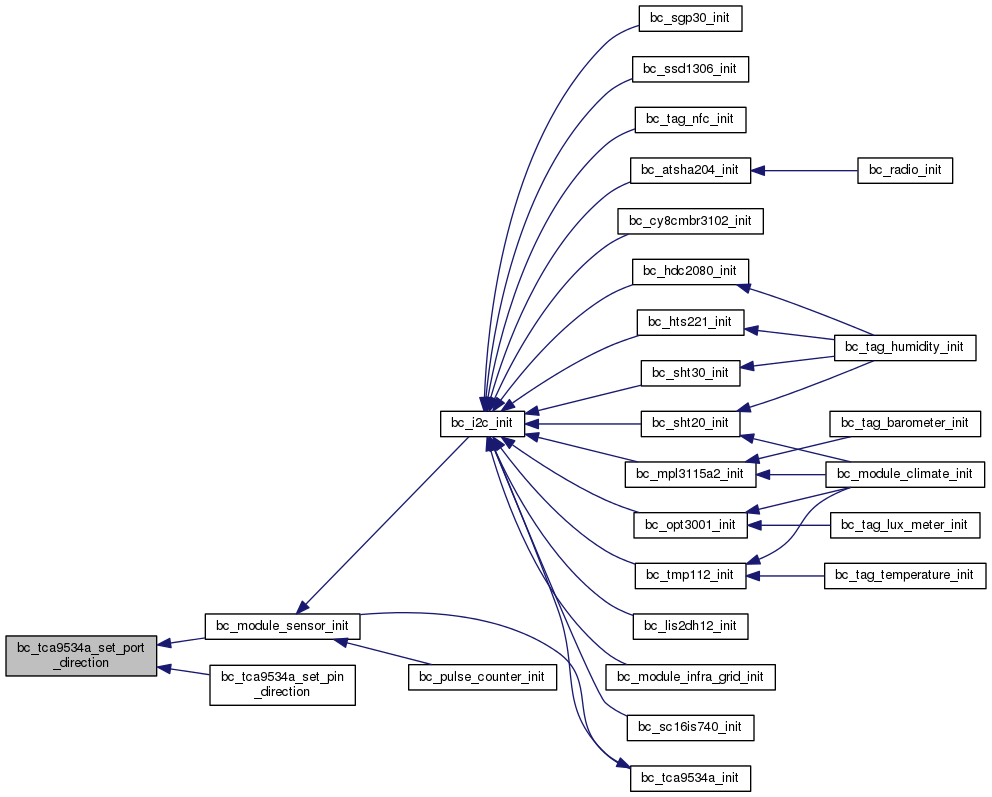 bc_sgp30_init
bc_ssd1306_init
bc_tag_nfc_init
bc_atsha204_init
bc_radio_init
bc_cy8cmbr3102_init
bc_hdc2080_init
bc_hts221_init
bc_tag_humidity_init
bc_sht30_init
bc_i2c_init
bc_sht20_init
bc_tag_barometer_init
bc_mpl3115a2_init
bc_module_climate_init
bc_opt3001_init
bc_tag_lux_meter_init
bc_tmp112_init
bc_tag_temperature_init
bc_module_sensor_init
bc_lis2dh12_init
bc_tca9534a_set_port
_direction
bc_tca9534a_set_pin
_direction
bc_pulse_counter_init
bc_module_infra_grid_init
bc_sc16is740_init
bc_tca9534a_init